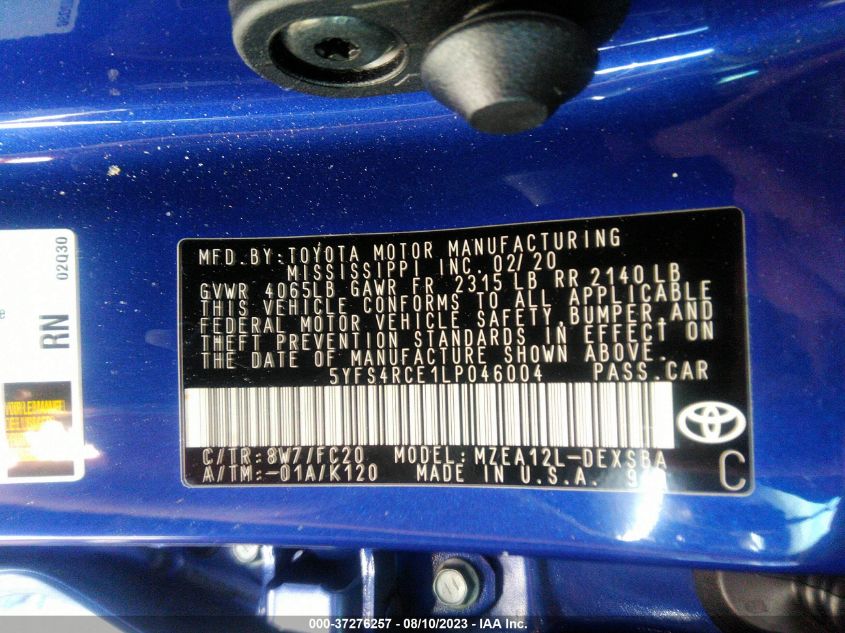 MFD.BY:TOYOTA MOTOR MANUFACTURING
MISSISSIPPI INC. 02/20
GVWR 4065LB GAWR FR 2315 LB RR 2140 LB
THIS VEHICLE CONFORMS TO ALL APPLICABLE
FEDERAL MOTOR VEHICLE SAFETY, BUMPER, AND
THEFT PREVENTION STANDARDS IN EFFECT ON
THE DATE OF MANUFACTURE SHOWN ABOVE.
5YFS4RCE1LP046004 PASS.CAR
C/TR:8W7/FC20 MODEL:MZEA12L-DEXSBA
A/TM:-01A/K120 MADE IN U.S.A.
C
RN
02Q30
000-37276257 - 08/10/2023 - IAA Inc.